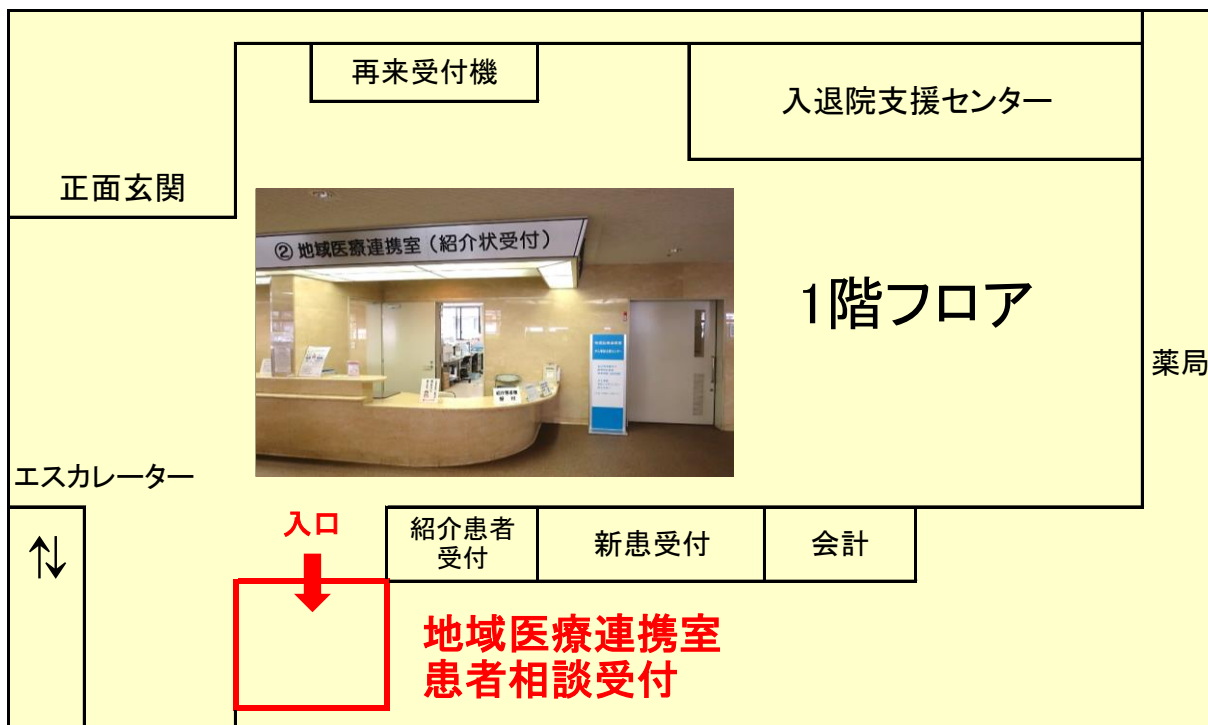 再来受付機
入退院支援センター
正面玄関
②地域医療連携室（紹介状受付）
1階フロア
薬局
エスカレーター
入口
紹介患者
受付
新患受付
会計
↑↓
地域医療連携室
患者相談受付